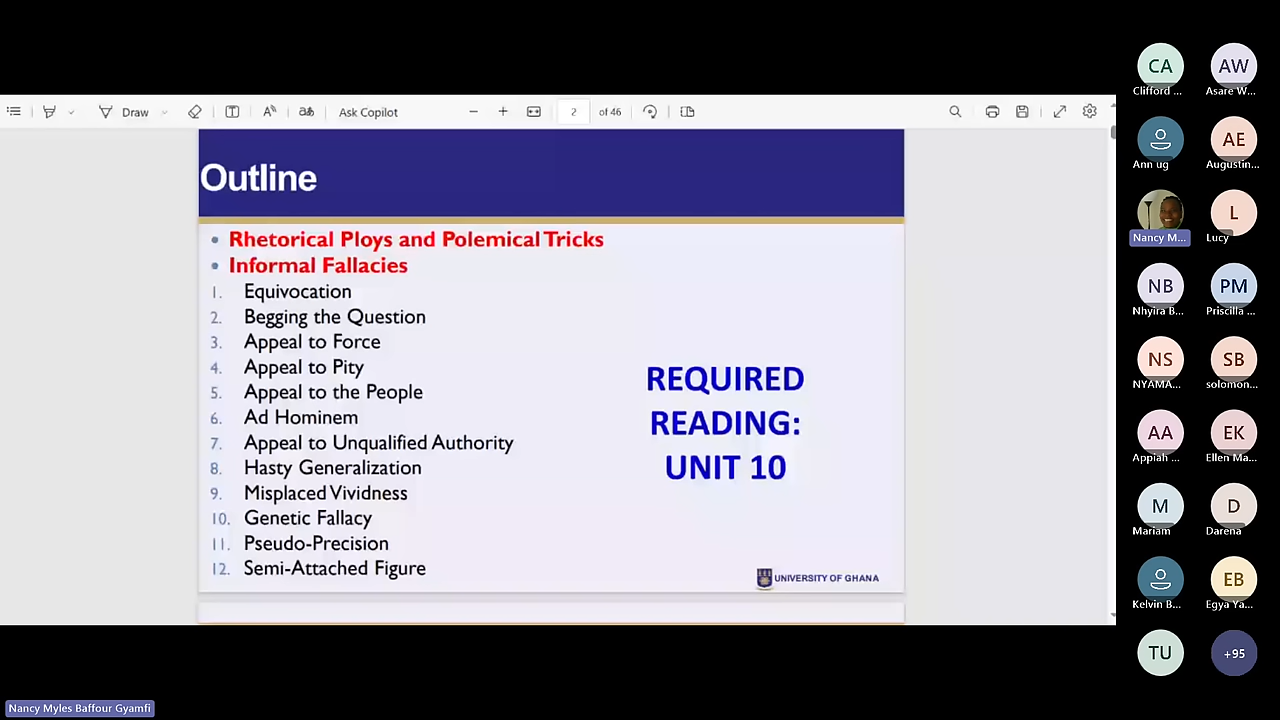 Draw
Ask Copilot
2 of 46
Outline
• Rhetorical Ploys and Polemical Tricks
• Informal Fallacies
1. Equivocation
2. Begging the Question
3. Appeal to Force
4. Appeal to Pity
5. Appeal to the People
6. Ad Hominem
7. Appeal to Unqualified Authority
8. Hasty Generalization
9. Misplaced Vividness
10. Genetic Fallacy
11. Pseudo-Precision
12. Semi-Attached Figure
REQUIRED
READING:
UNIT 10
UNIVERSITY OF GHANA
CA AW
Clifford ... Asare W...
AE
Ann ug Augustin...
L
Nancy M... Lucy
NB PM
Nhyira B... Priscilla ...
NS SB
NYAMA... solomon...
AA EK
Appiah ... Ellen Ma...
M D
Mariam Darena
EB
Kelvin B... Egya Ya...
TU +95
Nancy Myles Baffour Gyamfi